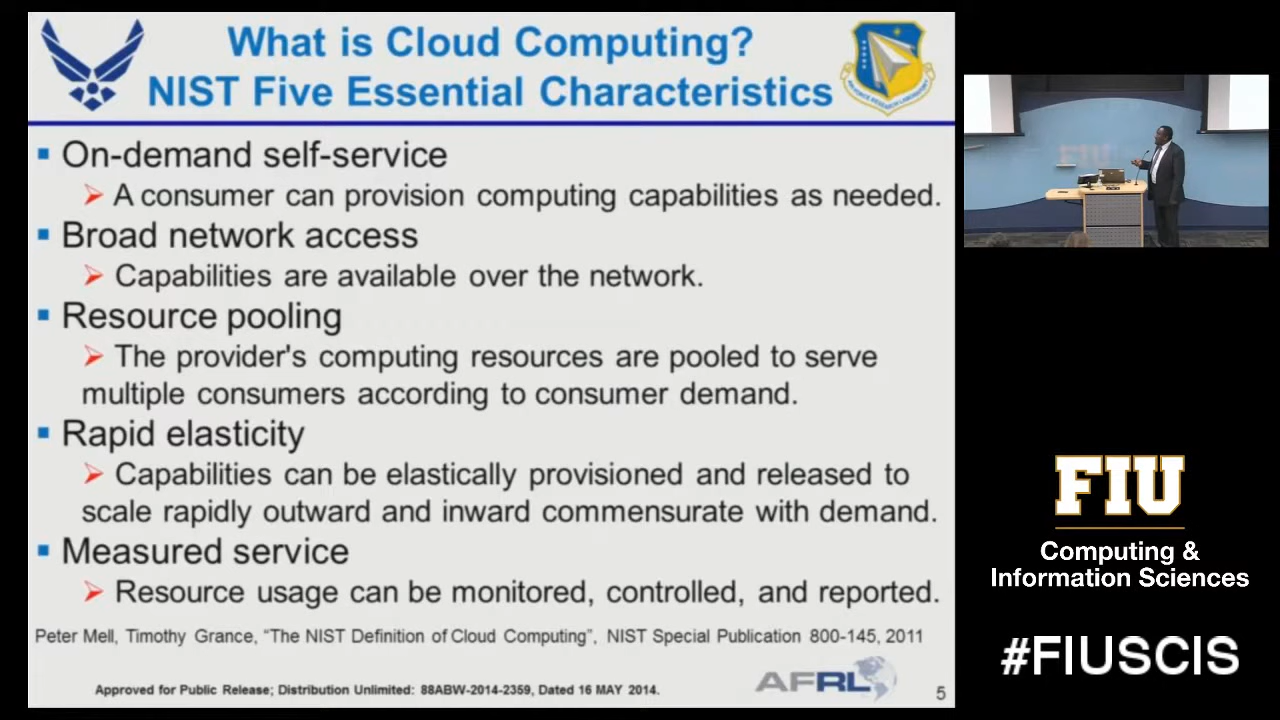 What is Cloud Computing?
NIST Five Essential Characteristics
On-demand self-service
A consumer can provision computing capabilities as needed.
Broad network access
Capabilities are available over the network.
Resource pooling
The provider's computing resources are pooled to serve
multiple consumers according to consumer demand.
Rapid elasticity
Capabilities can be elastically provisioned and released to
scale rapidly outward and inward commensurate with demand.
Measured service
Resource usage can be monitored, controlled, and reported.
Peter Mell, Timothy Grance, “The NIST Definition of Cloud Computing”, NIST Special Publication 800-145, 2011
Approved for Public Release; Distribution Unlimited: 88ABW-2014-2359, Dated 16 MAY 2014.
AFRL
5
FIU
FIU
Computing &
Information Sciences
#FIUSCIS